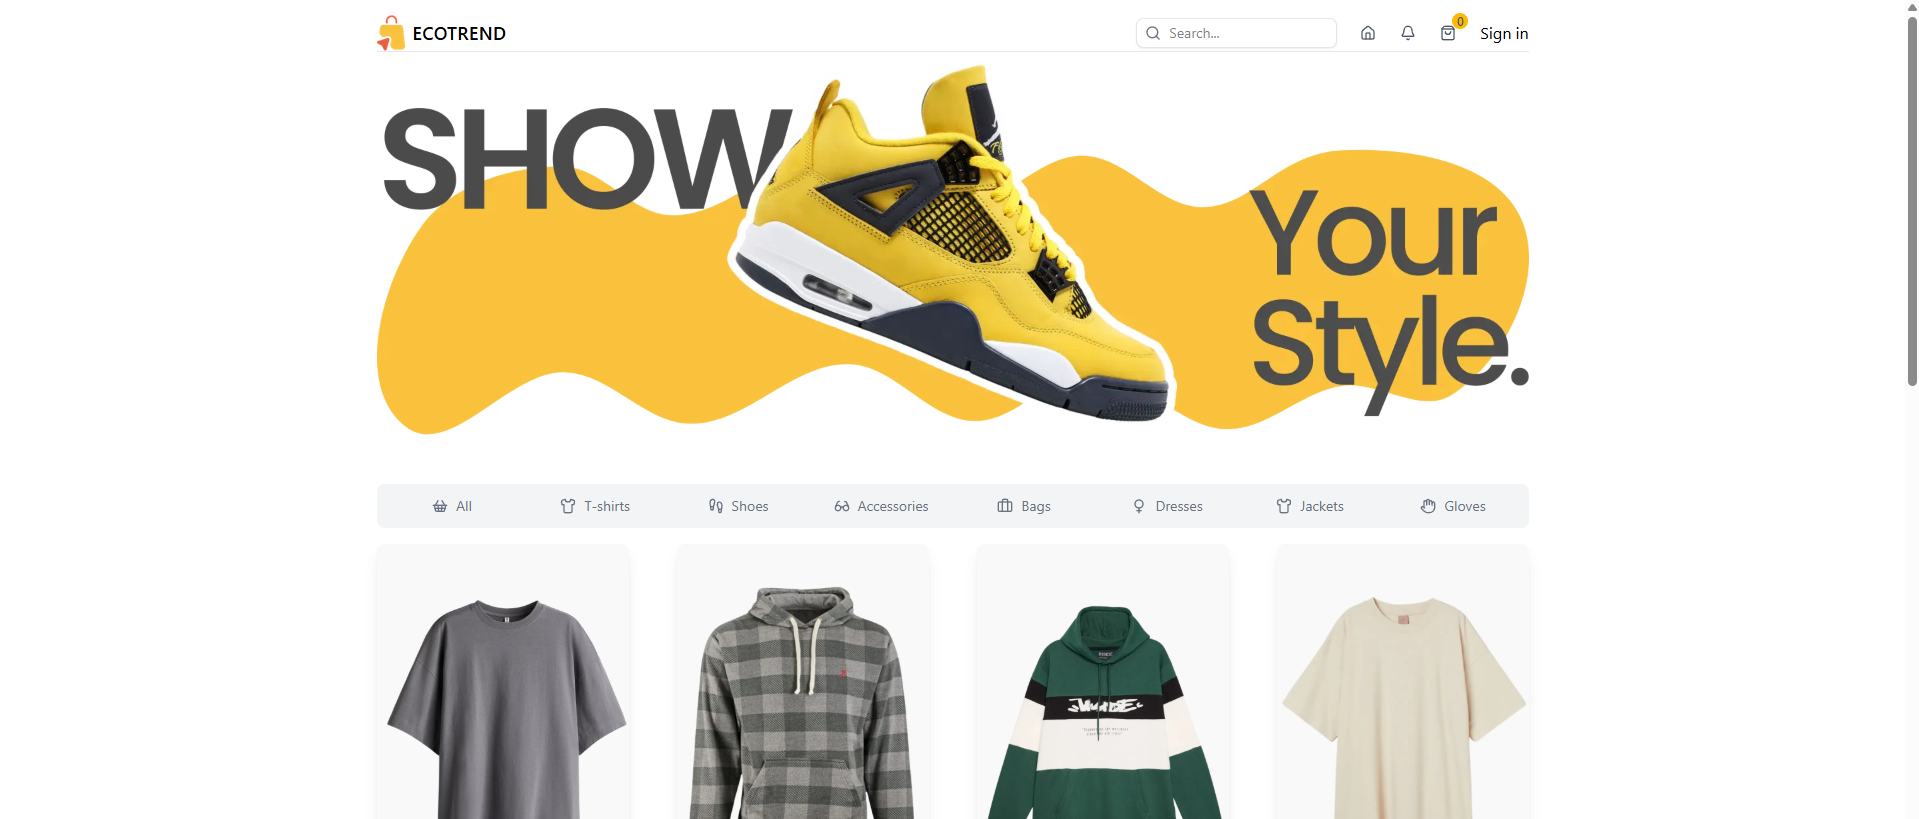 ECOTREND
Search...
0
Sign in
SHOW
Your
Style.
All
T-shirts
Shoes
Accessories
Bags
Dresses
Jackets
Gloves